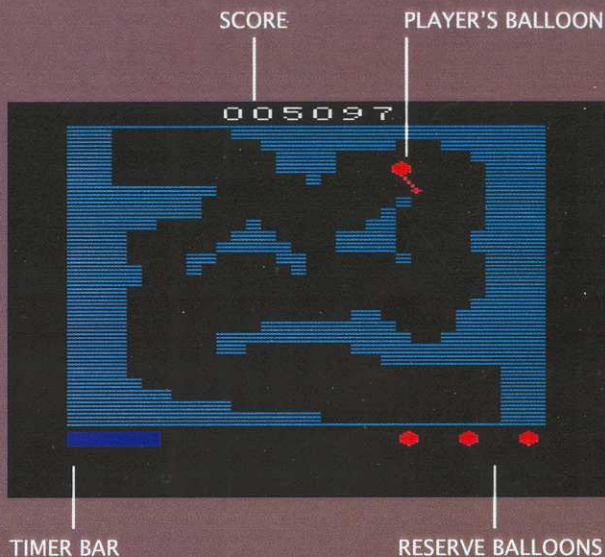 SCORE
PLAYER'S BALLOON
005097
TIMER BAR
RESERVE BALLOONS